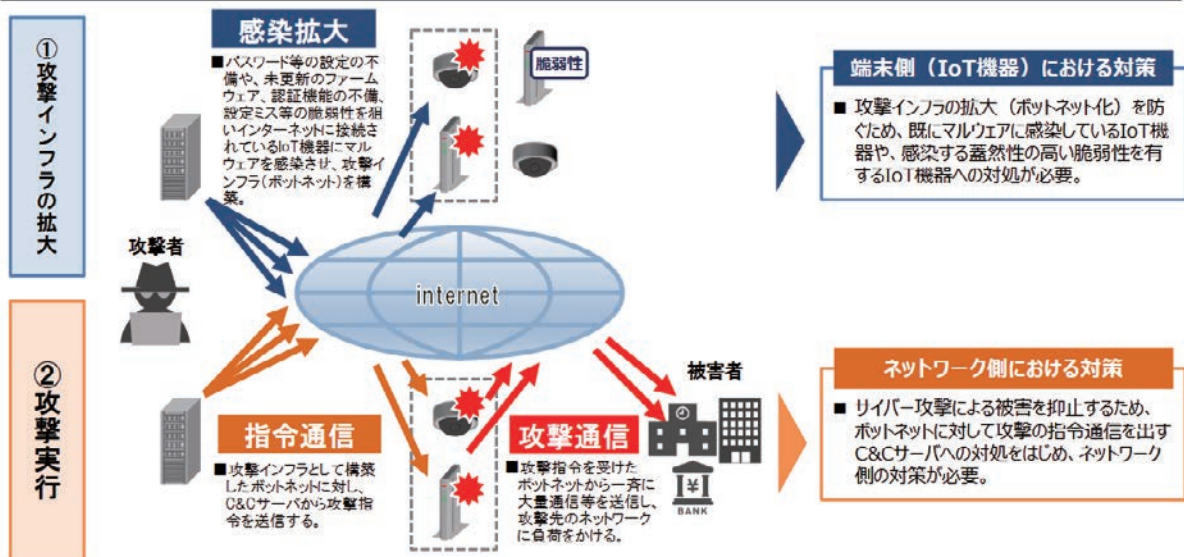 ①攻撃インフラの拡大
感染拡大
■パスワード等の設定の不
備や、未更新のファーム
ウェア、認証機能の不備、
設定ミス等の脆弱性を狙
いインターネットに接続さ
れているIoT機器にマル
ウェアを感染させ、攻撃イ
ンフラ(ボットネット)を構
築。
脆弱性
端末側（IoT機器）における対策
■ 攻撃インフラの拡大（ボットネット化）を防
ぐため、既にマルウェアに感染しているIoT機
器や、感染する蓋然性の高い脆弱性を有
するIoT機器への対処が必要。
攻撃者
internet
②攻撃実行
指令通信
■攻撃インフラとして構築
したボットネットに対し、
C&Cサーバから攻撃指
令を送信する。
攻撃通信
■攻撃指令を受けた
ボットネットから一斉に
大量通信等を送信し、
攻撃先のネットワーク
に負荷をかける。
被害者
¥
BANK
ネットワーク側における対策
■ サイバー攻撃による被害を抑止するため、
ボットネットに対して攻撃の指令通信を出す
C&Cサーバへの対処をはじめ、ネットワーク
側の対策が必要。